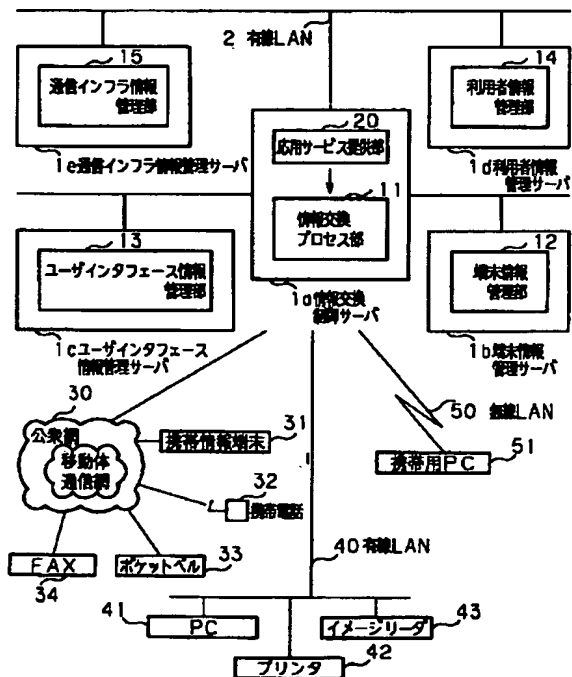 2 有線LAN
15
通信インフラ情報
管理部
1e通信インフラ情報管理サーバ
14
利用者情報
管理部
1d利用者情報
管理サーバ
20
応用サービス提供部
11
情報交換
プロセス部
1a情報交換
制御サーバ
13
ユーザインタフェース情報
管理部
1cユーザインタフェース
情報管理サーバ
12
端末情報
管理部
1b端末情報
管理サーバ
30
公衆網
移動体
通信網
31
携帯情報端末
32
携帯電話
33
ポケットベル
34
FAX
50 無線LAN
51
携帯用PC
40有線LAN
41
PC
43
イメージリーダ
42
プリンタ